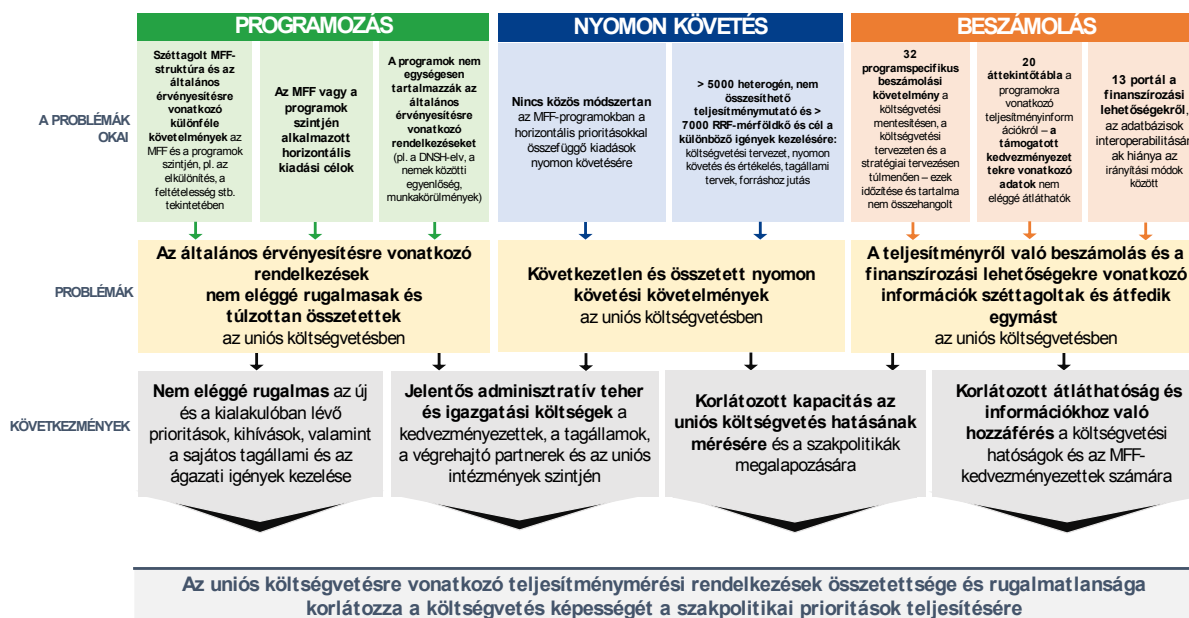 PROGRAMOZÁS
NYOMON KÖVETÉS
BESZÁMOLÁS
A PROBLÉMÁK
OKAI
Széttagolt MFF-
struktúra és az
általános
érvényesítésre
vonatkozó
különféle
követelmények az
MFF és a programok
szintjén, pl. az
elkülönítés, a
feltételesség stb.
tekintetében
Az MFF vagy a
programok
szintjén
alkalmazott
horizontális
kiadási célok
A programok nem
egységesen
tartalmazzák az
általános
érvényesítésre
vonatkozó
rendelkezéseket
(pl. a DNSH-elv, a
nemek közötti
egyenlőség,
munkakörülmények)
Nincs közös módszertan
az MFF-programokban a
horizontális prioritásokkal
összefüggő kiadások
nyomon követésére
> 5000 heterogén, nem
összesíthető
teljesítménymutató és >
7000 RRF-mérföldkő és cél a
különböző igények kezelésére:
költségvetési tervezet, nyomon
követés és értékelés, tagállami
tervek, forráshoz jutás
32
programspecifikus
beszámolási
követelmény a
költségvetési
mentesítésen, a
költségvetési
tervezeten és a
stratégiai tervezésen
túlmenően – ezek
időzítése és tartalma
nem összehangolt
20
áttekintőtábla a
programokra
vonatkozó
teljesítményinform
ációkról – a
támogatott
kedvezményezet
tekre vonatkozó
adatok nem
eléggé átláthatók
13 portál a
finanszírozási
lehetőségekről,
az adatbázisok
interoperabilitásán
ak hiánya az
irányítási módok
között
PROBLÉMÁK
Az általános érvényesítésre vonatkozó
rendelkezések
nem eléggé rugalmasak és
túlzottan összetettek
az uniós költségvetésben
Következetlen és összetett nyomon
követési követelmények
az uniós költségvetésben
A teljesítményről való beszámolás és a
finanszírozási lehetőségekre vonatkozó
információk széttagoltak és átfedik
egymást
az uniós költségvetésben
KÖVETKEZMÉNYEK
Nem eléggé rugalmas az új
és a kialakulóban lévő
prioritások, kihívások, valamint
a sajátos tagállami és az
ágazati igények kezelése
Jelentős adminisztratív teher
és igazgatási költségek a
kedvezményezettek, a tagállamok,
a végrehajtó partnerek és az uniós
intézmények szintjén
Korlátozott kapacitás az
uniós költségvetés hatásának
mérésére és a szakpolitikák
megalapozására
Korlátozott átláthatóság és
információkhoz való
hozzáférés a költségvetési
hatóságok és az MFF-
kedvezményezettek számára
Az uniós költségvetésre vonatkozó teljesítménymérési rendelkezések összetettsége és rugalmatlansága
korlátozza a költségvetés képességét a szakpolitikai prioritások teljesítésére